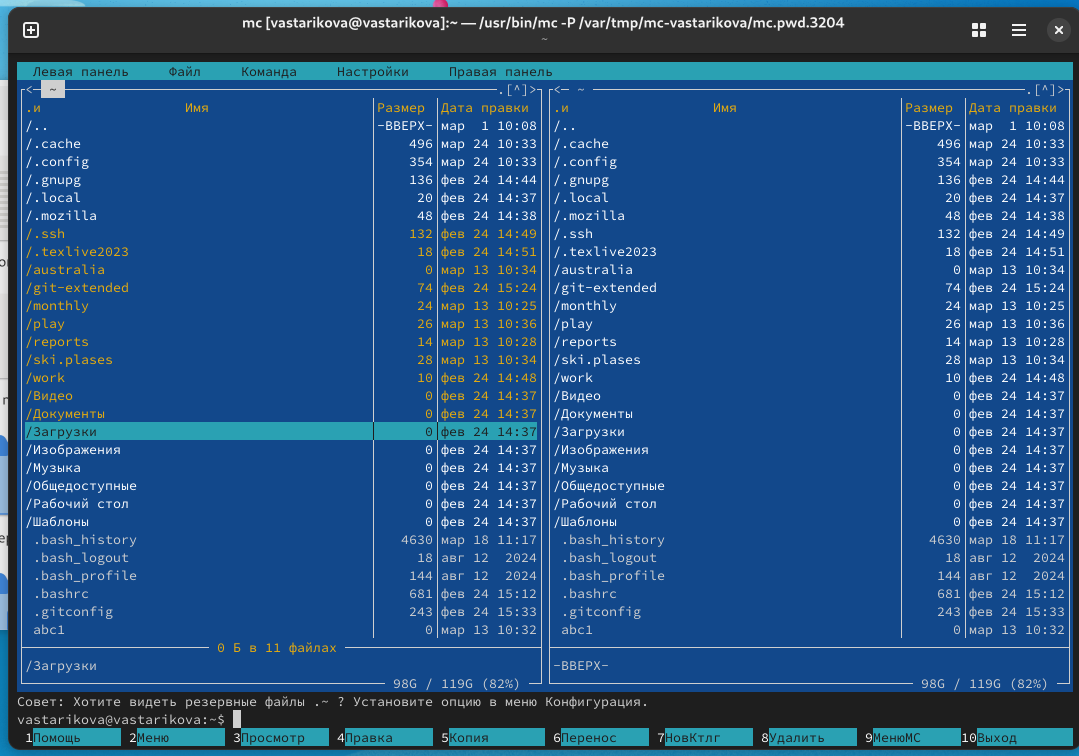 mc [vastarikova@vastarikova]:~ — /usr/bin/mc -P /var/tmp/mc-vastarikova/mc.pwd.3204
~
Левая панель Файл Команда Настройки Правая панель
<— ~ .[^]> <— ~ .[^]>
.и Имя Размер Дата правки .и Имя Размер Дата правки
/.. -ВВЕРХ- мар 1 10:08 /.. -ВВЕРХ- мар 1 10:08
/.cache 496 мар 24 10:33 /.cache 496 мар 24 10:33
/.config 354 мар 24 10:33 /.config 354 мар 24 10:33
/.gnupg 136 фев 24 14:44 /.gnupg 136 фев 24 14:44
/.local 20 фев 24 14:37 /.local 20 фев 24 14:37
/.mozilla 48 фев 24 14:38 /.mozilla 48 фев 24 14:38
/.ssh 132 фев 24 14:49 /.ssh 132 фев 24 14:49
/.texlive2023 18 фев 24 14:51 /.texlive2023 18 фев 24 14:51
/australia 0 мар 13 10:34 /australia 0 мар 13 10:34
/git-extended 74 фев 24 15:24 /git-extended 74 фев 24 15:24
/monthly 24 мар 13 10:25 /monthly 24 мар 13 10:25
/play 26 мар 13 10:36 /play 26 мар 13 10:36
/reports 14 мар 13 10:28 /reports 14 мар 13 10:28
/ski.plases 28 мар 13 10:34 /ski.plases 28 мар 13 10:34
/work 10 фев 24 14:48 /work 10 фев 24 14:48
/Видео 0 фев 24 14:37 /Видео 0 фев 24 14:37
/Документы 0 фев 24 14:37 /Документы 0 фев 24 14:37
/Загрузки 0 фев 24 14:37 /Загрузки 0 фев 24 14:37
/Изображения 0 фев 24 14:37 /Изображения 0 фев 24 14:37
/Музыка 0 фев 24 14:37 /Музыка 0 фев 24 14:37
/Общедоступные 0 фев 24 14:37 /Общедоступные 0 фев 24 14:37
/Рабочий стол 0 фев 24 14:37 /Рабочий стол 0 фев 24 14:37
/Шаблоны 0 фев 24 14:37 /Шаблоны 0 фев 24 14:37
.bash_history 4630 мар 18 11:17 .bash_history 4630 мар 18 11:17
.bash_logout 18 авг 12 2024 .bash_logout 18 авг 12 2024
.bash_profile 144 авг 12 2024 .bash_profile 144 авг 12 2024
.bashrc 681 фев 24 15:12 .bashrc 681 фев 24 15:12
.gitconfig 243 фев 24 15:33 .gitconfig 243 фев 24 15:33
abc1 0 мар 13 10:32 abc1 0 мар 13 10:32
0 Б в 11 файлах
/Загрузки -ВВЕРХ-
98G / 119G (82%) 98G / 119G (82%)
Совет: Хотите видеть резервные файлы .~ ? Установите опцию в меню Конфигурация.
vastarikova@vastarikova:~$
1Помощь 2Меню 3Просмотр 4Правка 5Копия 6Перенос 7НовКтлг 8Удалить 9МенюМС 10Выход